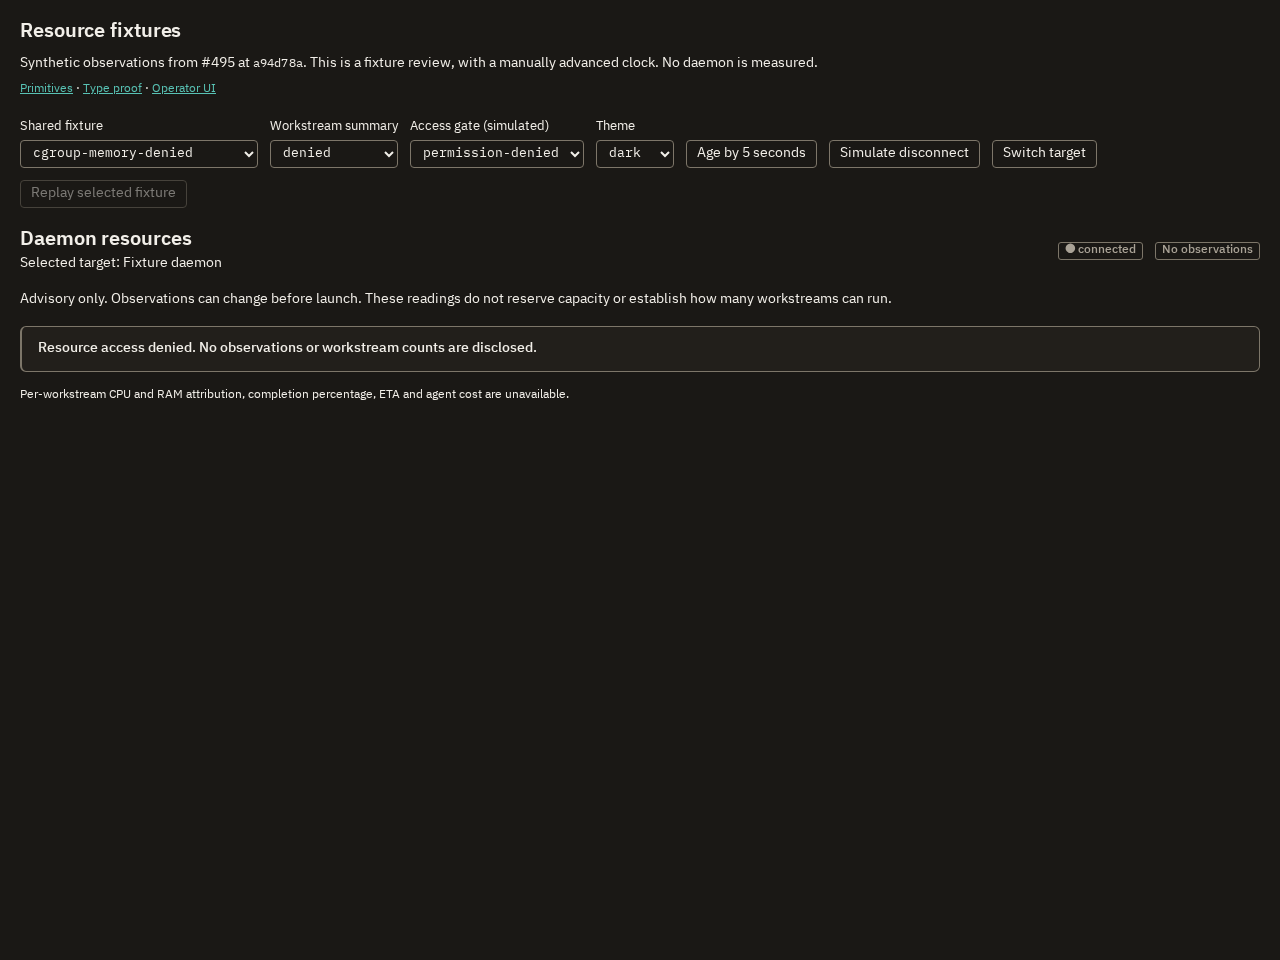 Resource fixtures
Synthetic observations from #495 at a94d78a. This is a fixture review, with a manually advanced clock. No daemon is measured.
Primitives · Type proof · Operator UI
Shared fixture Workstream summary Access gate (simulated) Theme
cgroup-memory-denied denied permission-denied dark Age by 5 seconds Simulate disconnect Switch target
Replay selected fixture
Daemon resources
Selected target: Fixture daemon
connected No observations
Advisory only. Observations can change before launch. These readings do not reserve capacity or establish how many workstreams can run.
Resource access denied. No observations or workstream counts are disclosed.
Per-workstream CPU and RAM attribution, completion percentage, ETA and agent cost are unavailable.